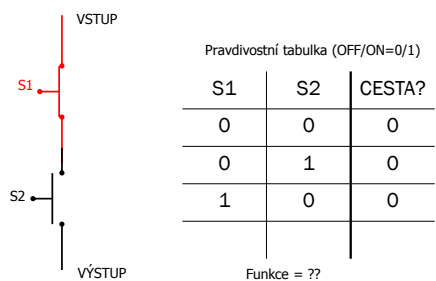 VSTUP
S1
S2
VÝSTUP
Pravdivostní tabulka (OFF/ON=0/1)
S1 S2 CESTA?
0 0 0
0 1 0
1 0 0
Funkce = ??